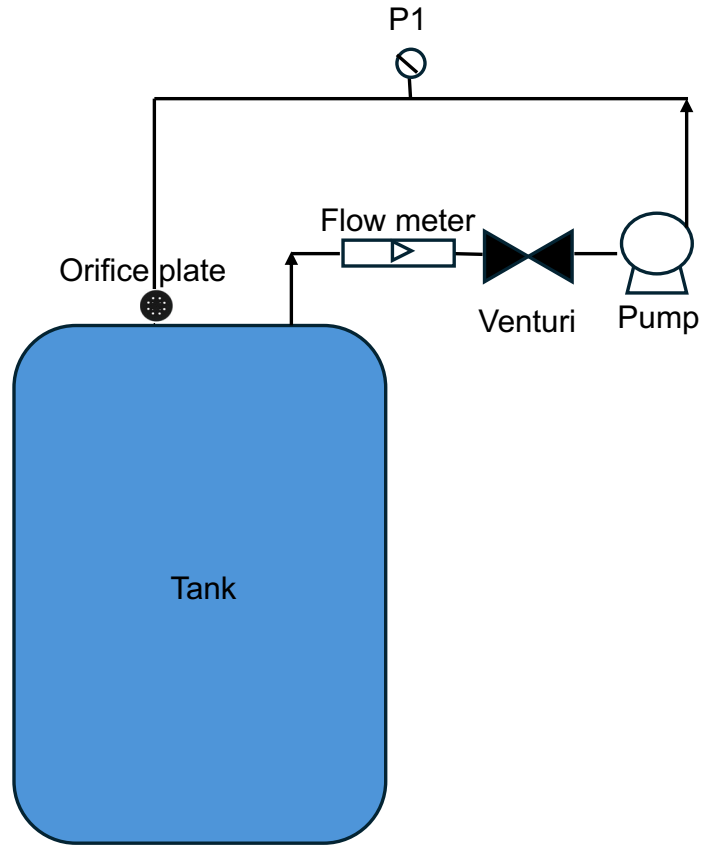 P1
Flow meter
Orifice plate
Venturi
Pump
Tank